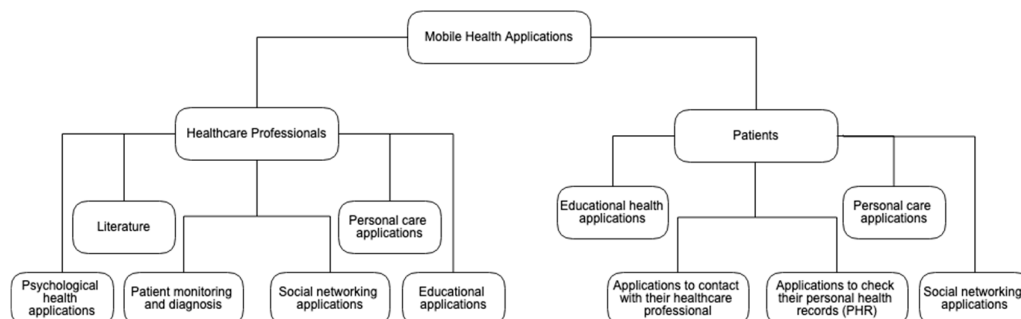 Mobile Health Applications
Healthcare Professionals
Patients
Literature
Personal care
applications
Educational health
applications
Personal care
applications
Psychological
health
applications
Patient monitoring
and diagnosis
Social networking
applications
Educational
applications
Applications to contact
with their healthcare
professional
Applications to check
their personal health
records (PHR)
Social networking
applications